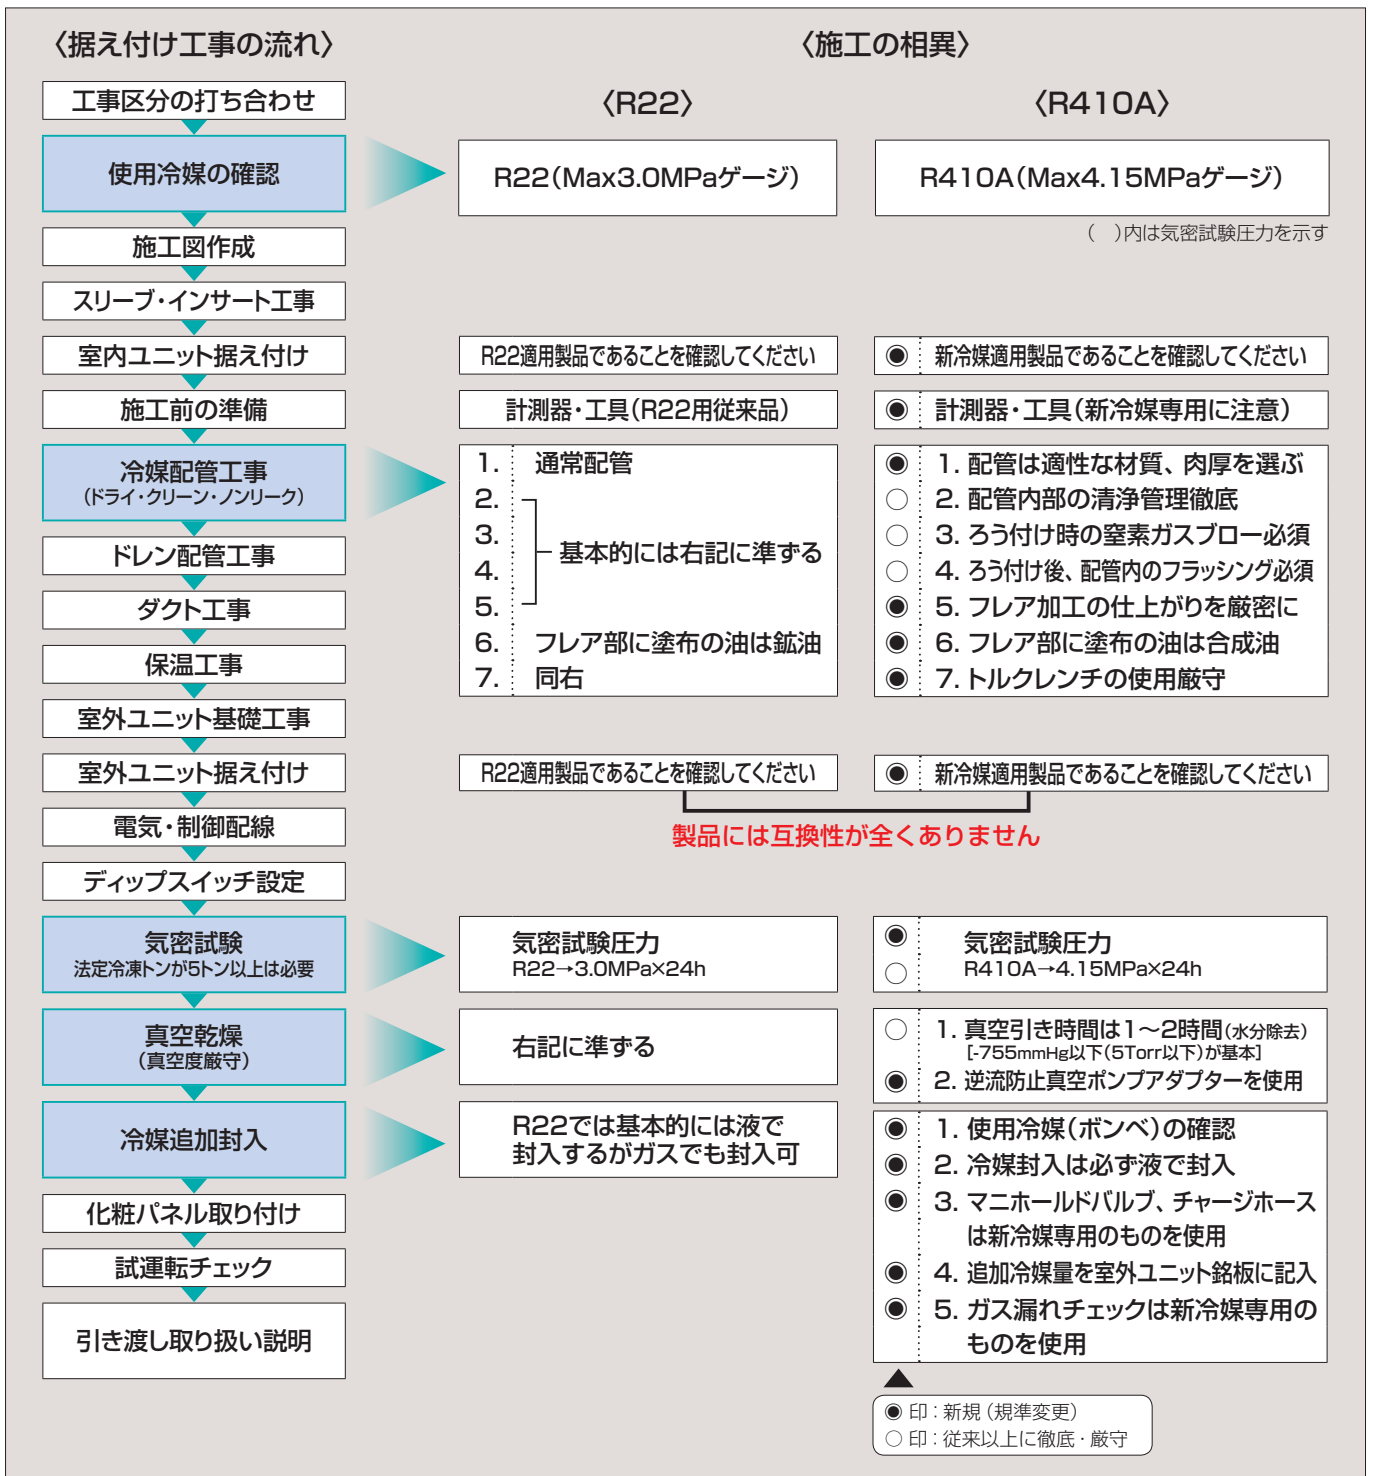 〈据え付け工事の流れ〉
〈施工の相異〉
工事区分の打ち合わせ
〈R22〉
〈R410A〉
使用冷媒の確認
R22(Max3.0MPaゲージ)
R410A(Max4.15MPaゲージ)
(　)内は気密試験圧力を示す
施工図作成
スリーブ・インサート工事
室内ユニット据え付け
R22適用製品であることを確認してください
◉ 新冷媒適用製品であることを確認してください
施工前の準備
計測器・工具(R22用従来品)
◉ 計測器・工具(新冷媒専用に注意)
冷媒配管工事
(ドライ・クリーン・ノンリーク)
1. 通常配管
2.
3.
4.
5.
基本的には右記に準ずる
6. フレア部に塗布の油は鉱油
7. 同右
◉ 1. 配管は適性な材質、肉厚を選ぶ
○ 2. 配管内部の清浄管理徹底
○ 3. ろう付け時の窒素ガスブロー必須
○ 4. ろう付け後、配管内のフラッシング必須
◉ 5. フレア加工の仕上がりを厳密に
◉ 6. フレア部に塗布の油は合成油
◉ 7. トルクレンチの使用厳守
ドレン配管工事
ダクト工事
保温工事
室外ユニット基礎工事
室外ユニット据え付け
R22適用製品であることを確認してください
◉ 新冷媒適用製品であることを確認してください
製品には互換性が全くありません
電気・制御配線
ディップスイッチ設定
気密試験
法定冷凍トンが5トン以上は必要
気密試験圧力
R22→3.0MPa×24h
◉ 気密試験圧力
○ R410A→4.15MPa×24h
真空乾燥
(真空度厳守)
右記に準ずる
○ 1. 真空引き時間は1〜2時間(水分除去)
[-755mmHg以下(5Torr以下)が基本]
◉ 2. 逆流防止真空ポンプアダプターを使用
冷媒追加封入
R22では基本的には液で
封入するがガスでも封入可
◉ 1. 使用冷媒(ボンベ)の確認
◉ 2. 冷媒封入は必ず液で封入
◉ 3. マニホールドバルブ、チャージホース
は新冷媒専用のものを使用
◉ 4. 追加冷媒量を室外ユニット銘板に記入
◉ 5. ガス漏れチェックは新冷媒専用の
ものを使用
化粧パネル取り付け
試運転チェック
引き渡し取り扱い説明
◉ 印：新規(規準変更)
○ 印：従来以上に徹底・厳守